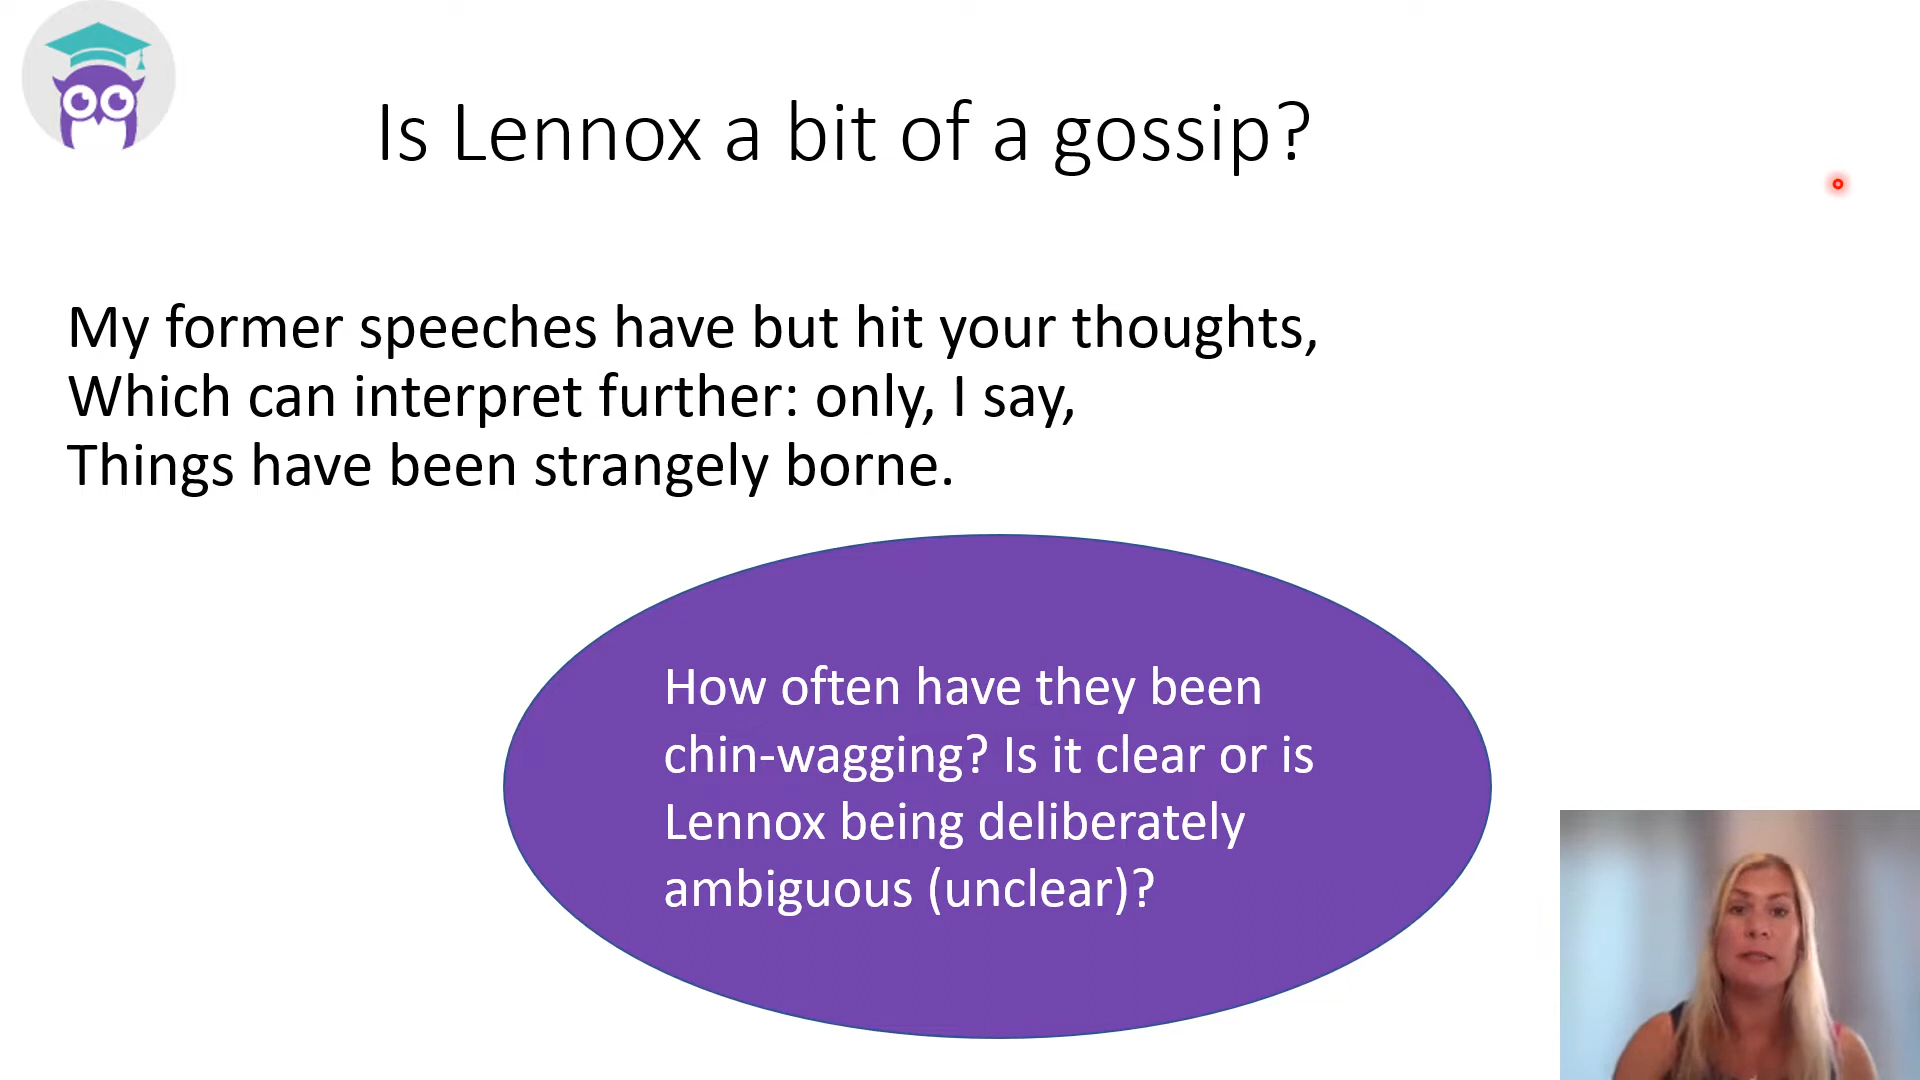 Is Lennox a bit of a gossip?
My former speeches have but hit your thoughts,
Which can interpret further: only, I say,
Things have been strangely borne.
How often have they been
chin-wagging? Is it clear or is
Lennox being deliberately
ambiguous (unclear)?